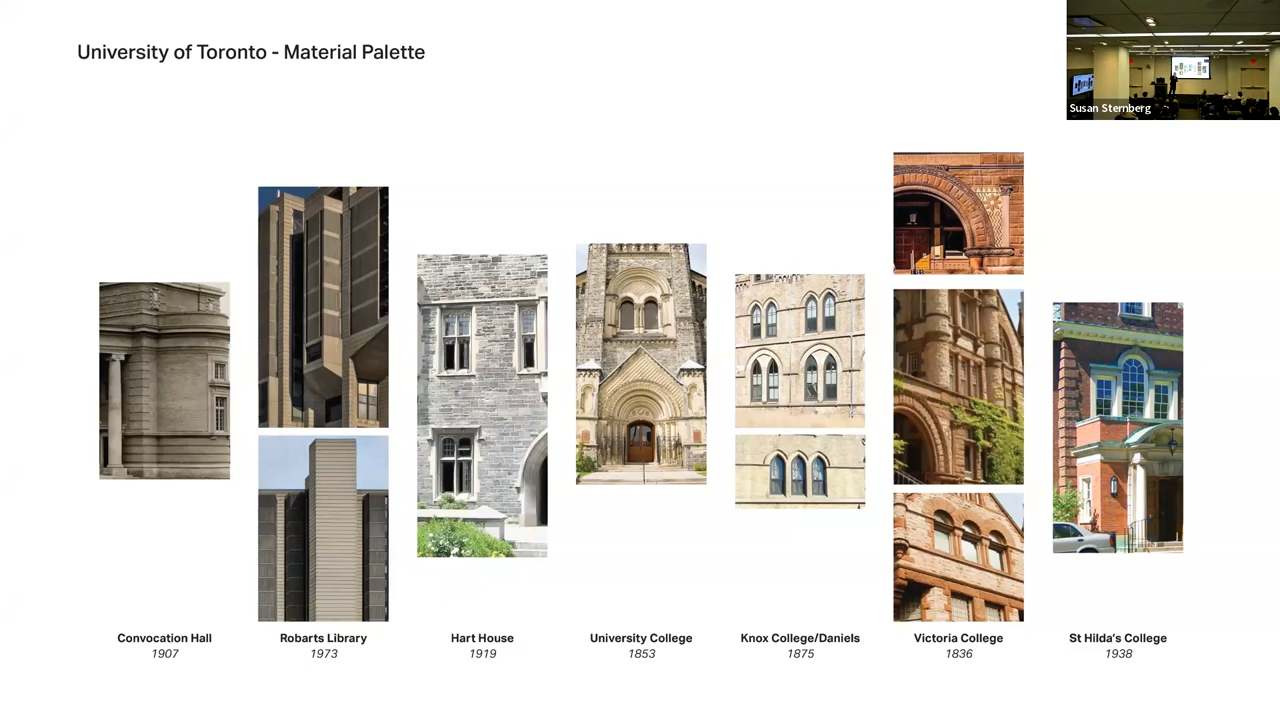 University of Toronto - Material Palette
Susan Sternberg
Convocation Hall
1907
Robarts Library
1973
Hart House
1919
University College
1853
Knox College/Daniels
1875
Victoria College
1836
St Hilda's College
1938